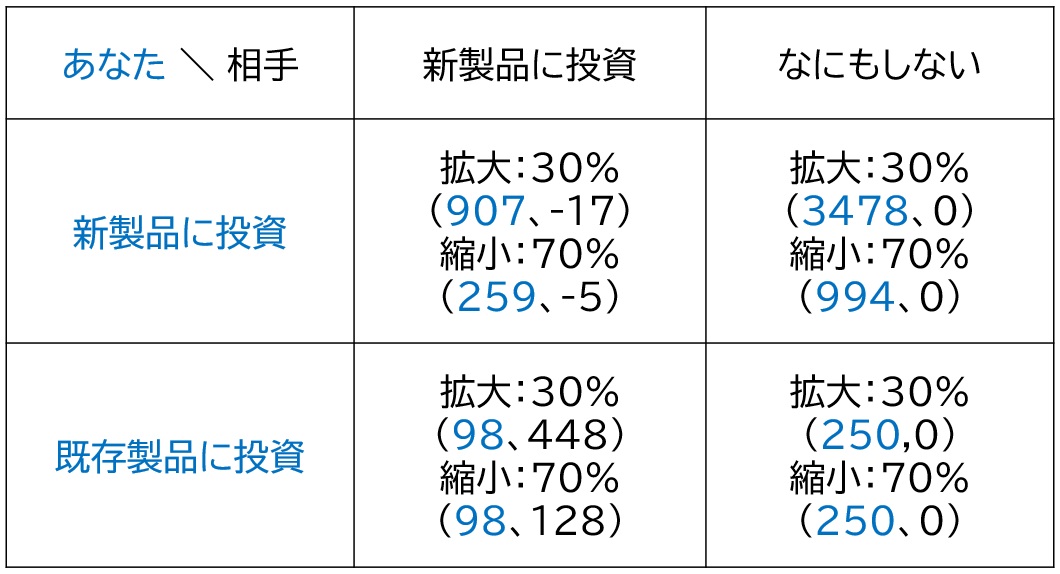 あなた ＼ 相手
新製品に投資
なにもしない
新製品に投資
拡大：30%
（907、-17）
縮小：70%
（259、-5）
拡大：30%
（3478、0）
縮小：70%
（994、0）
既存製品に投資
拡大：30%
（98、448）
縮小：70%
（98、128）
拡大：30%
（250,0）
縮小：70%
（250、0）